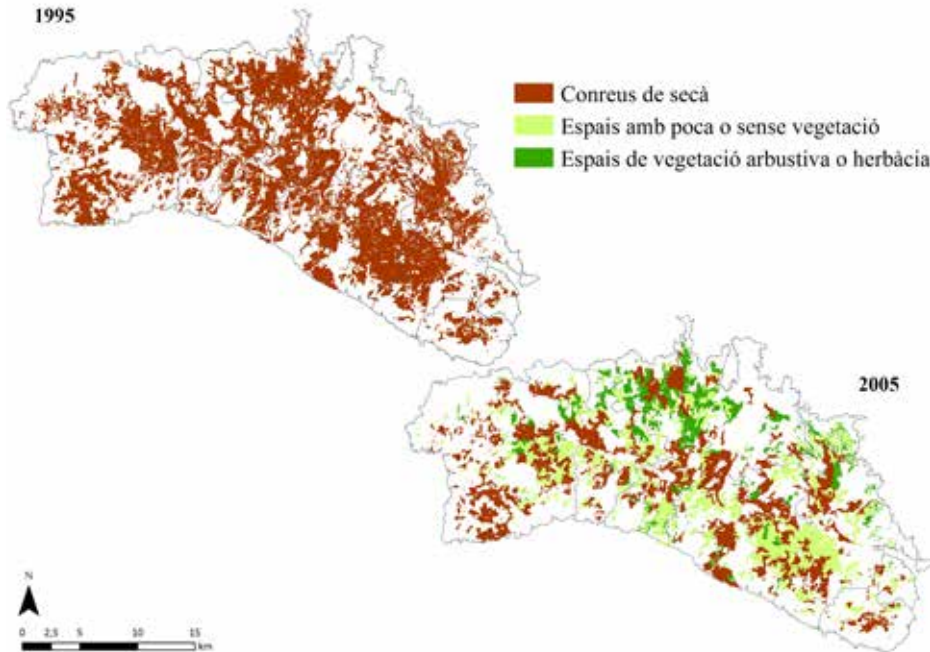 1995
Conreus de secà
Espais amb poca o sense vegetació
Espais de vegetació arbustiva o herbàcia
2005
N
0 2,5 5 10 15
km